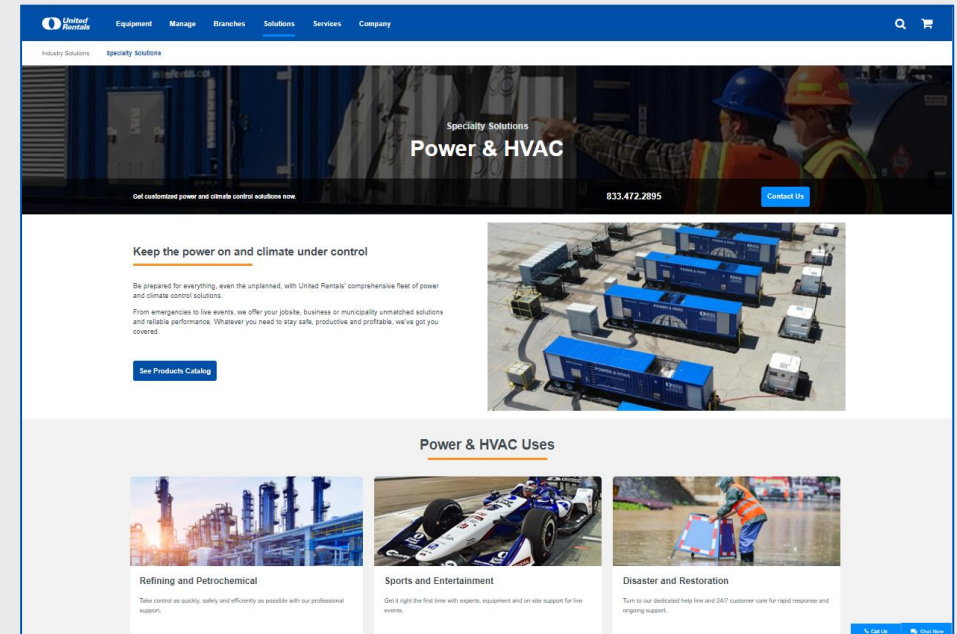 United
Rentals
Equipment Manage Branches Solutions Services Company
Industry Solutions Specialty Solutions
Specialty Solutions
Power & HVAC
Get customized power and climate control solutions now.
833.472.2895
Contact Us
Keep the power on and climate under control
Be prepared for everything, even the unplanned, with United Rentals' comprehensive fleet of power
and climate control solutions.
From emergencies to live events, we offer your jobsite, business or municipality unmatched solutions
and reliable performance. Whatever you need to stay safe, productive and profitable, we've got you
covered.
See Products Catalog
POWER & HVAC
Power & HVAC Uses
Refining and Petrochemical
Take control as quickly, safely and efficiently as possible with our professional
support.
Sports and Entertainment
Get it right the first time with experts, equipment and on site support for live
events.
Disaster and Restoration
Turn to our dedicated help line and 24/7 customer care for rapid response and
ongoing support.
Call Us
Chat Now